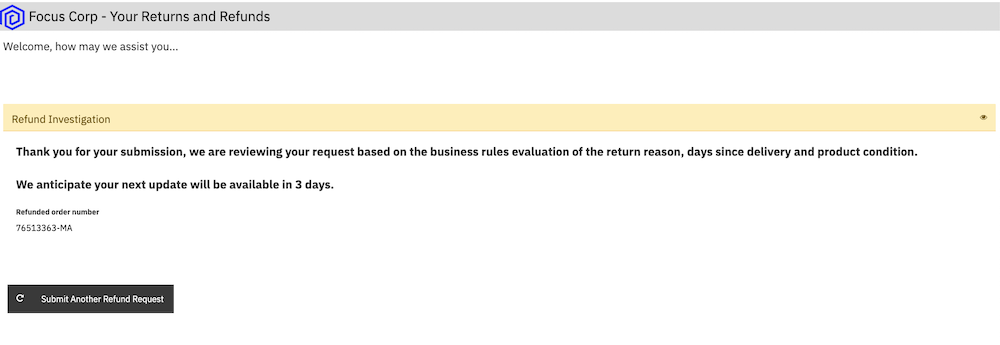 Focus Corp - Your Returns and Refunds
Welcome, how may we assist you...
Refund Investigation
Thank you for your submission, we are reviewing your request based on the business rules evaluation of the return reason, days since delivery and product condition.
We anticipate your next update will be available in 3 days.
Refunded order number
76513363-MA
Submit Another Refund Request